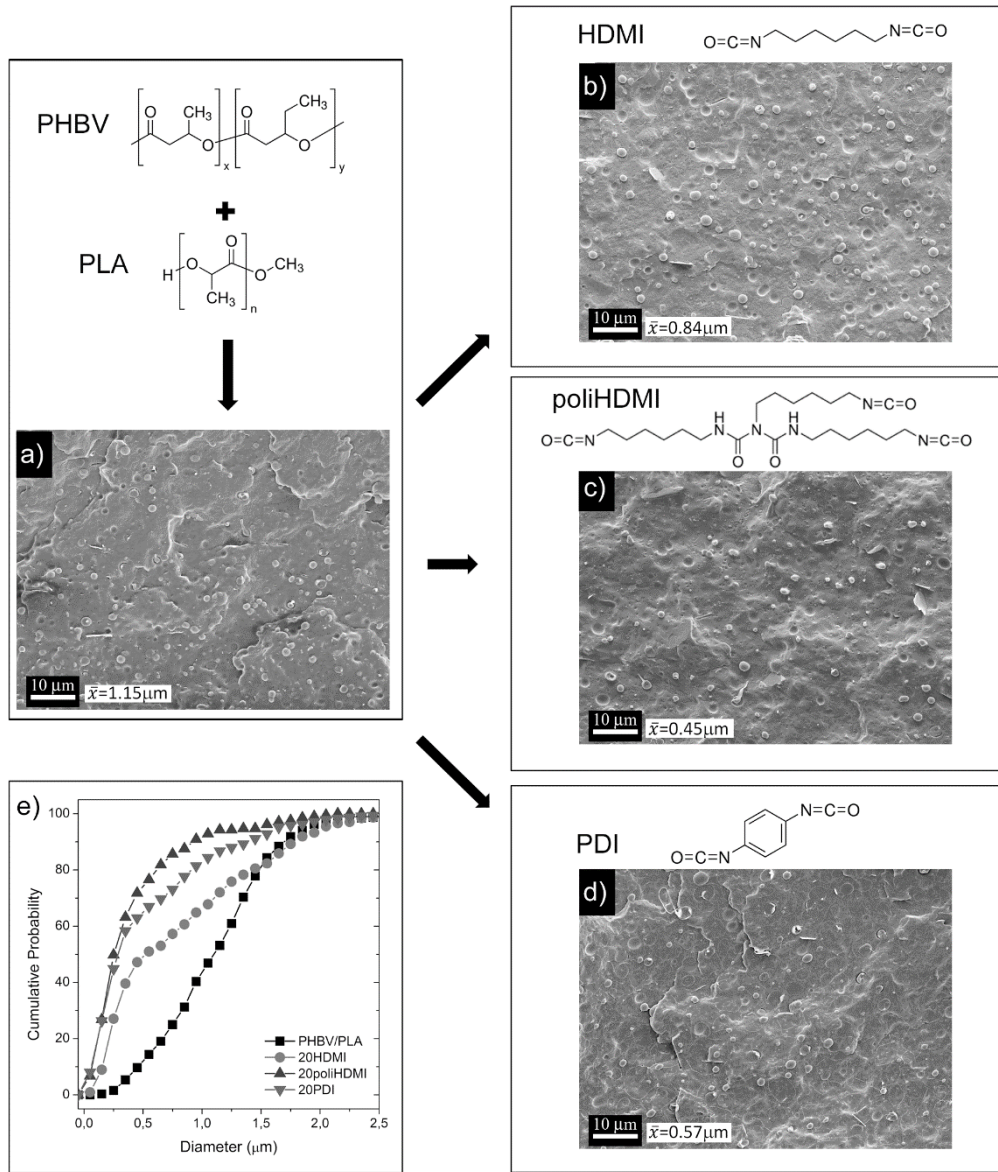 PHBV
O
CH₃
O
x
O
CH₃
O
y
+
PLA
H
O
O
O
CH₃
CH₃
n
a)
10 μm
x̄=1.15μm
HDMI
O=C=N
N=C=O
b)
10 μm
x̄=0.84μm
poliHDMI
N=C=O
O=C=N
NH
N
NH
N=C=O
O
O
c)
10 μm
x̄=0.45μm
PDI
N=C=O
O=C=N
d)
10 μm
x̄=0.57μm
e)
100
80
60
40
20
0
Cumulative Probability
PHBV/PLA
20HDMI
20poliHDMI
20PDI
0,0 0,5 1,0 1,5 2,0 2,5
Diameter (μm)